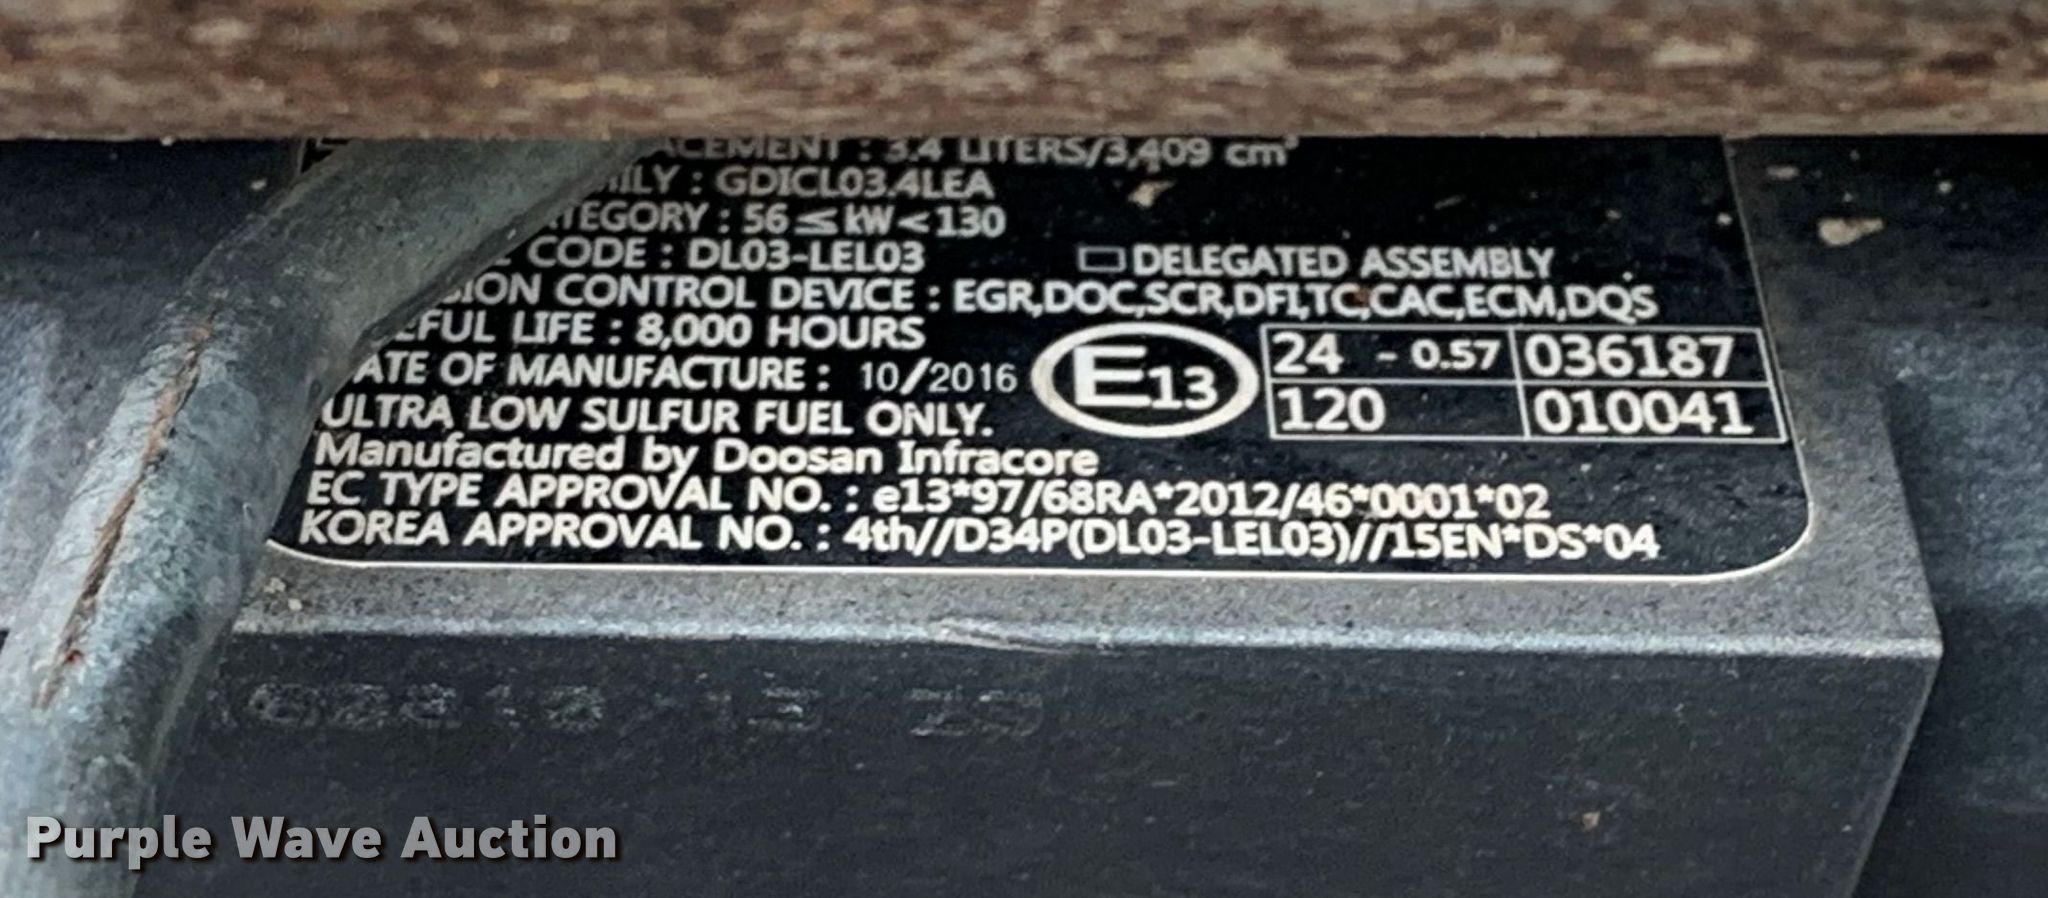 ACEMENT : 3.4 LITERS/3,409 cm³
ILY : GDICL03.4LEA
TEGORY : 56 ≤ kW < 130
E CODE : DL03-LEL03
DELEGATED ASSEMBLY
SION CONTROL DEVICE : EGR,DOC,SCR,DFI,TC,CAC,ECM,DQS
EFUL LIFE : 8,000 HOURS
ATE OF MANUFACTURE : 10/2016
E13
24 - 0.57 036187
120 010041
ULTRA LOW SULFUR FUEL ONLY.
Manufactured by Doosan Infracore
EC TYPE APPROVAL NO. : e13*97/68RA*2012/46*0001*02
KOREA APPROVAL NO. : 4th//D34P(DL03-LEL03)//15EN*DS*04
Purple Wave Auction